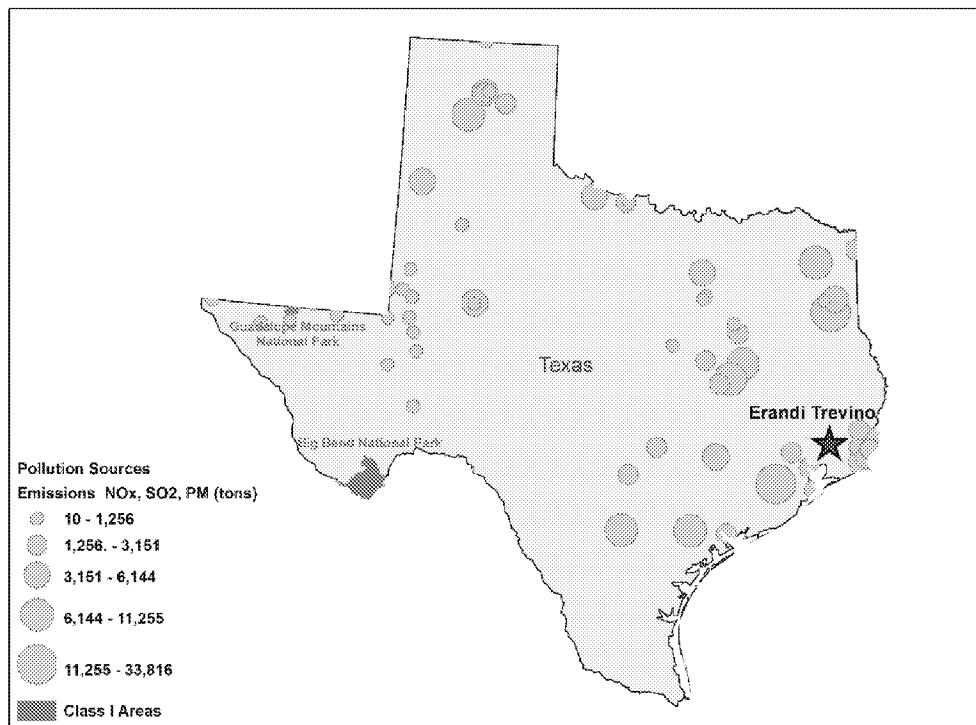 Guadalupe Mountains
National Park
Texas
Erandi Trevino
Big Bend National Park
Pollution Sources
Emissions NOx, SO2, PM (tons)
10 - 1,256
1,256. - 3,151
3,151 - 6,144
6,144 - 11,255
11,255 - 33,816
Class I Areas